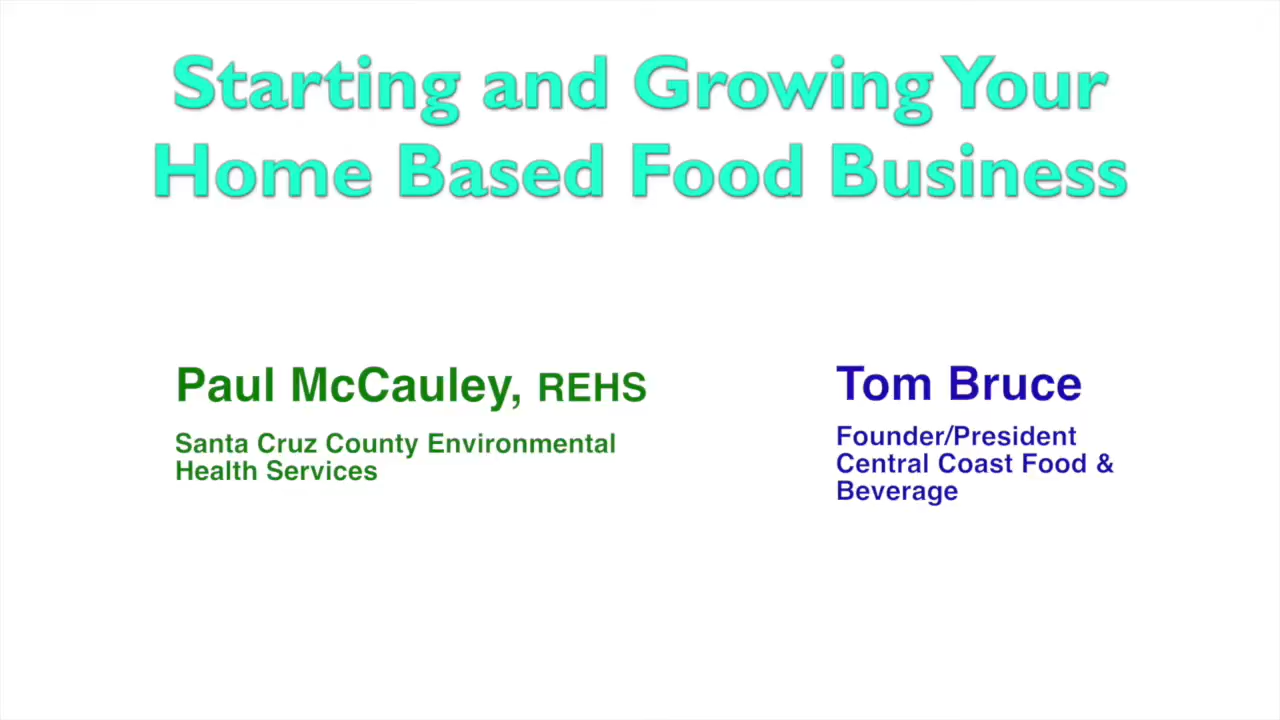 Starting and Growing Your
Home Based Food Business
Paul McCauley, REHS
Santa Cruz County Environmental
Health Services
Tom Bruce
Founder/President
Central Coast Food &
Beverage